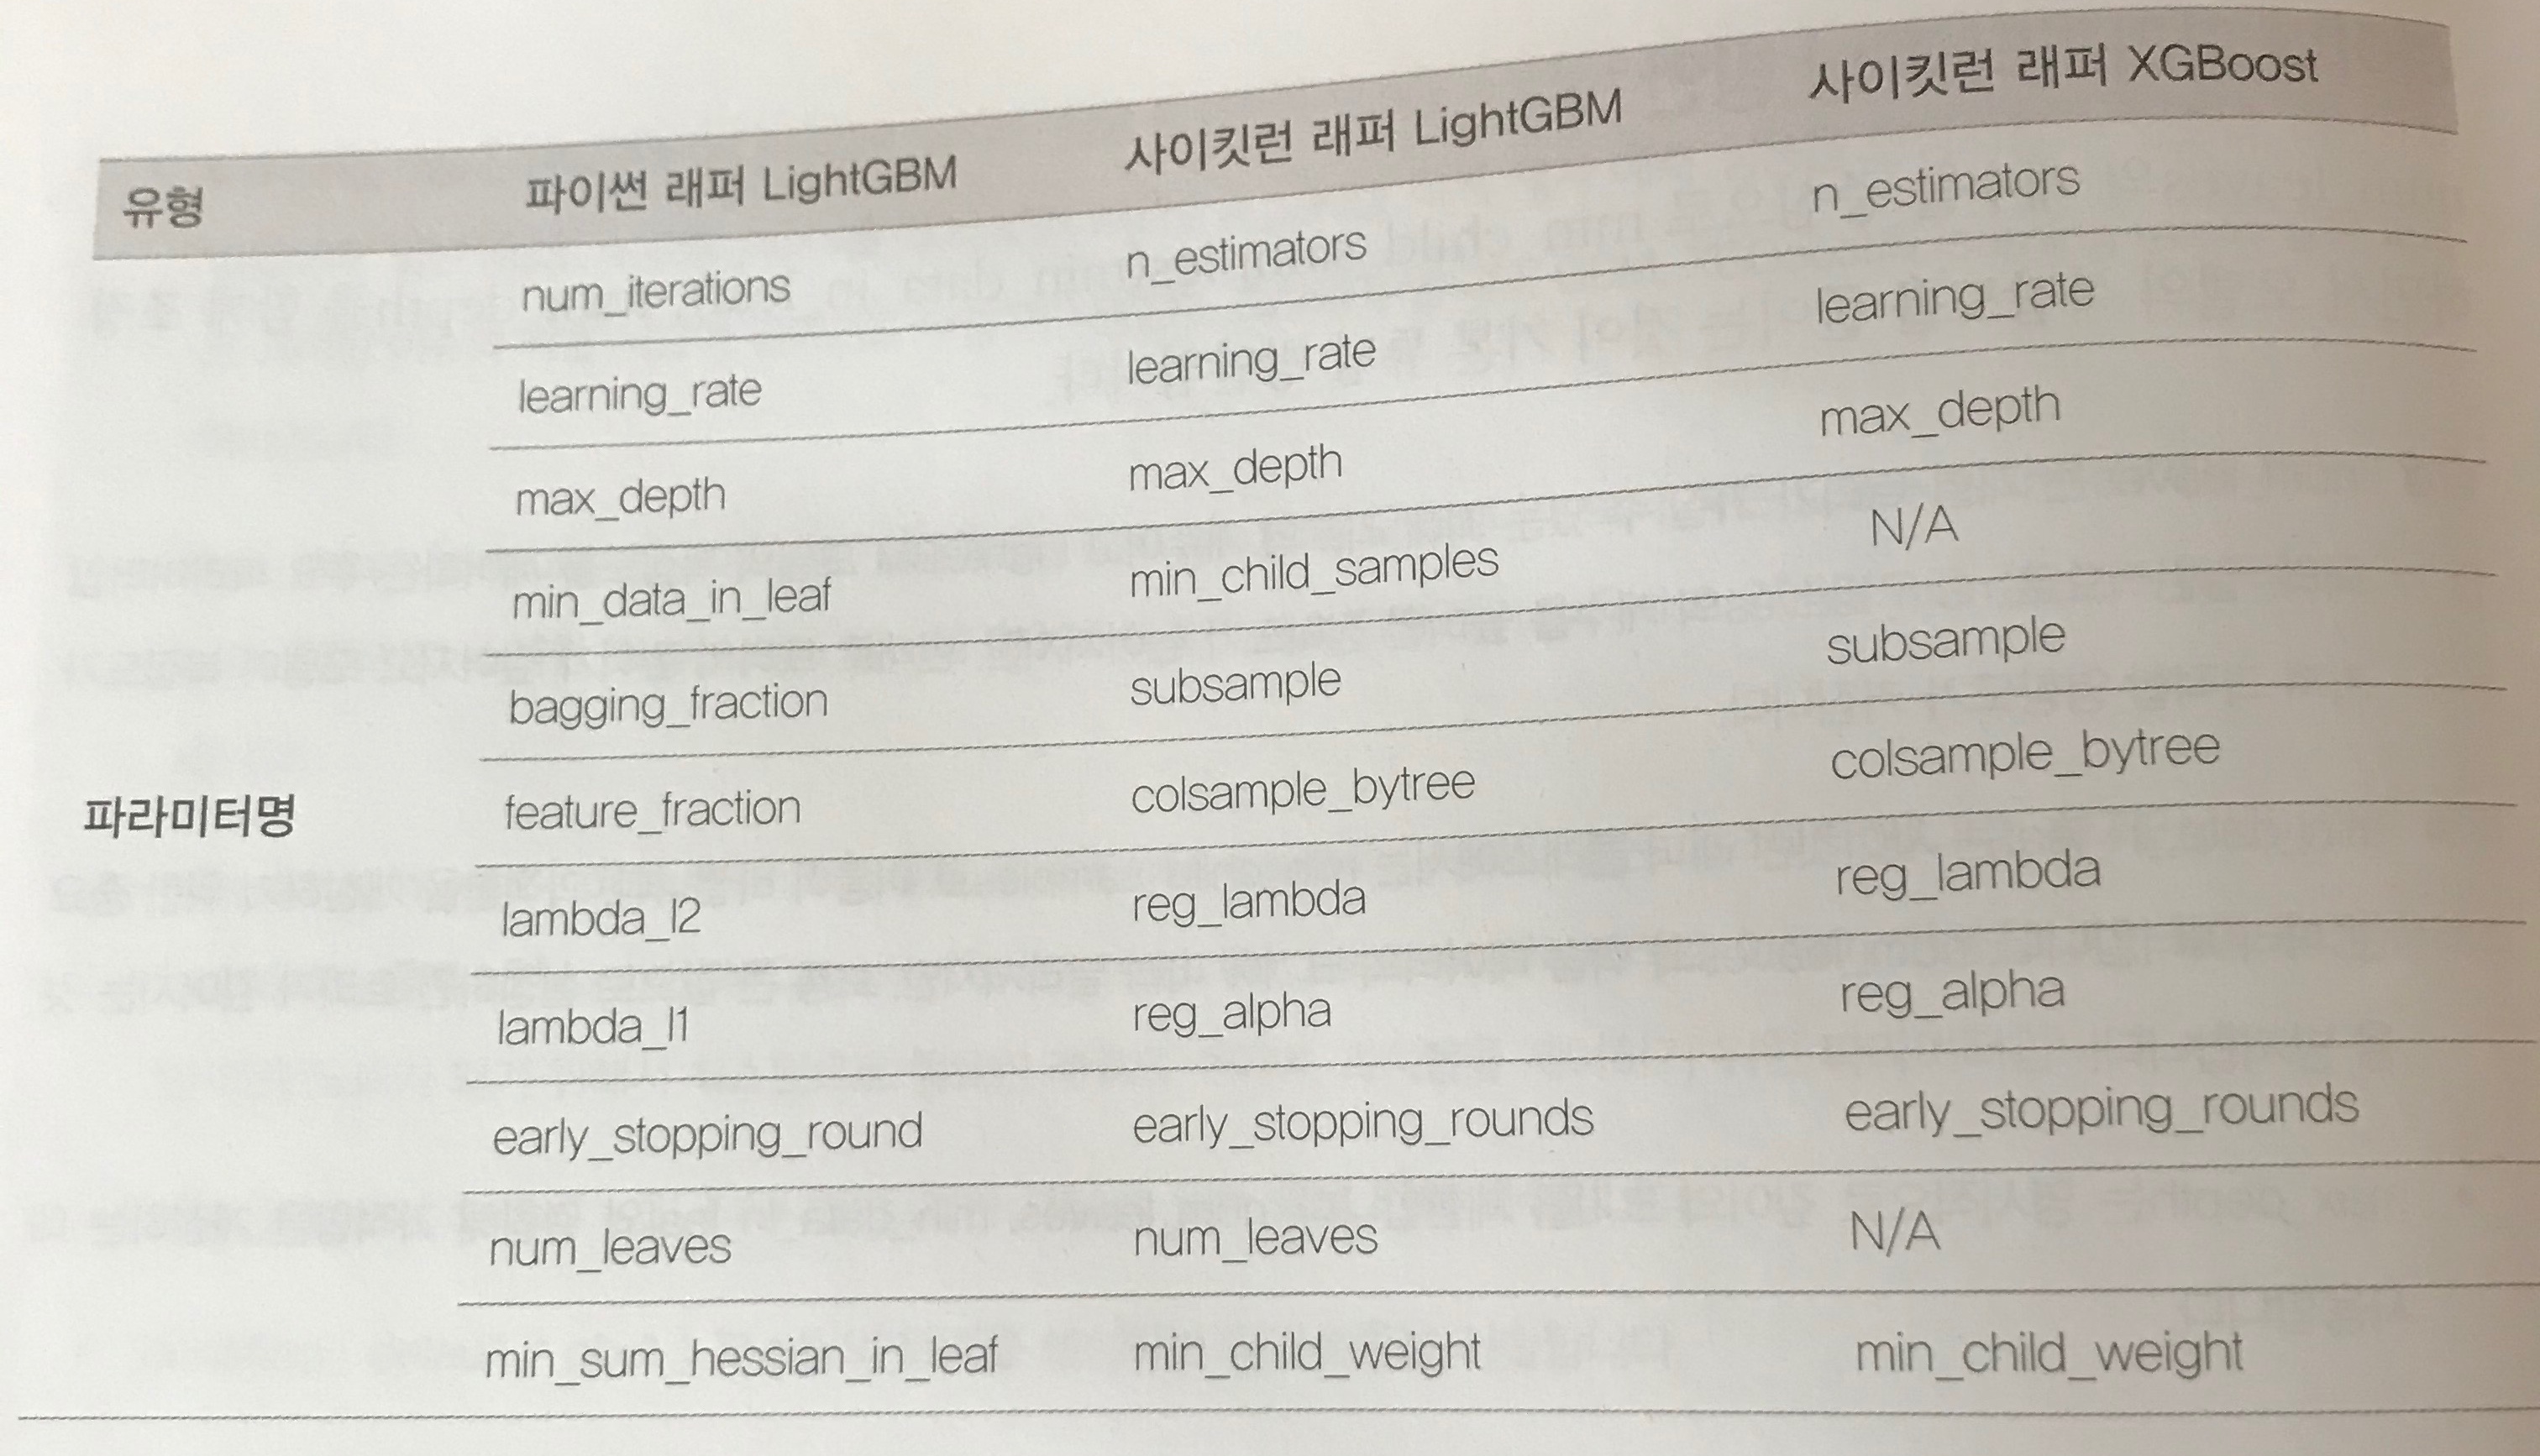 유형 파이썬 래퍼 LightGBM 사이킷런 래퍼 LightGBM 사이킷런 래퍼 XGBoost
num_iterations n_estimators n_estimators
learning_rate learning_rate learning_rate
max_depth max_depth max_depth
min_data_in_leaf min_child_samples N/A
bagging_fraction subsample subsample
파라미터명 feature_fraction colsample_bytree colsample_bytree
lambda_l2 reg_lambda reg_lambda
lambda_l1 reg_alpha reg_alpha
early_stopping_round early_stopping_rounds early_stopping_rounds
num_leaves num_leaves N/A
min_sum_hessian_in_leaf min_child_weight min_child_weight